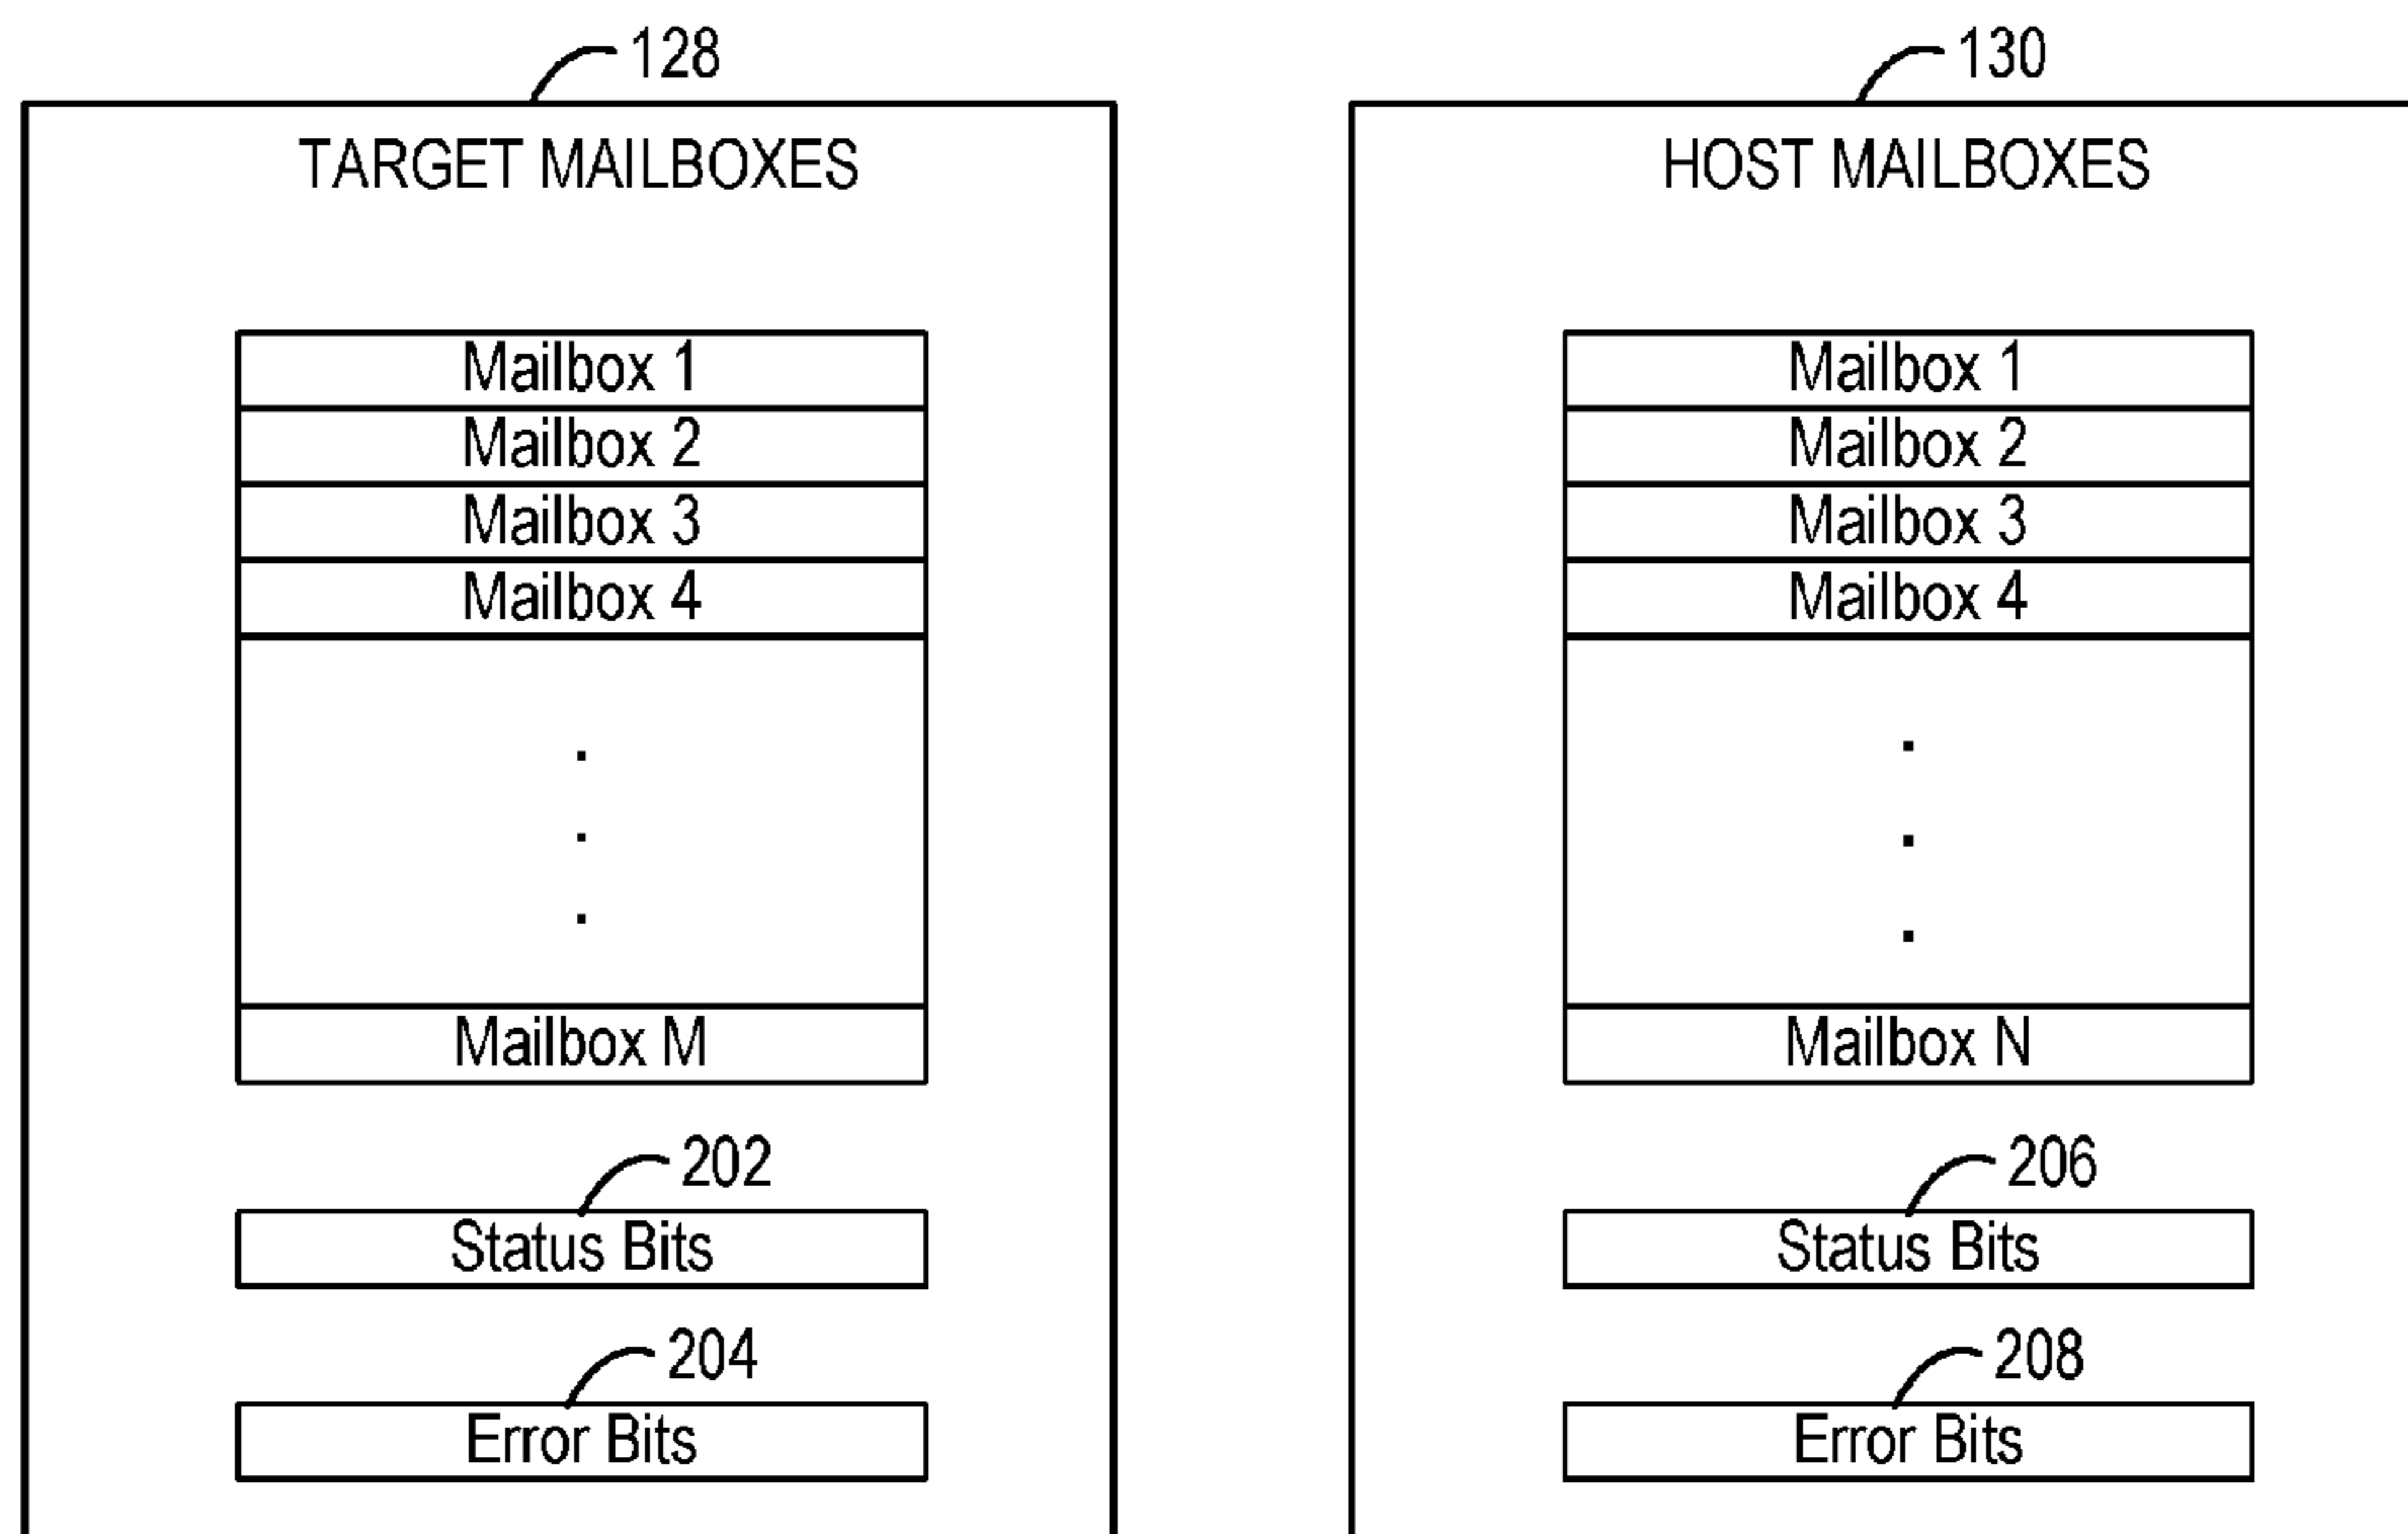 128
TARGET MAILBOXES
Mailbox 1
Mailbox 2
Mailbox 3
Mailbox 4
.
.
.
Mailbox M
202
Status Bits
204
Error Bits
130
HOST MAILBOXES
Mailbox 1
Mailbox 2
Mailbox 3
Mailbox 4
.
.
.
Mailbox N
206
Status Bits
208
Error Bits